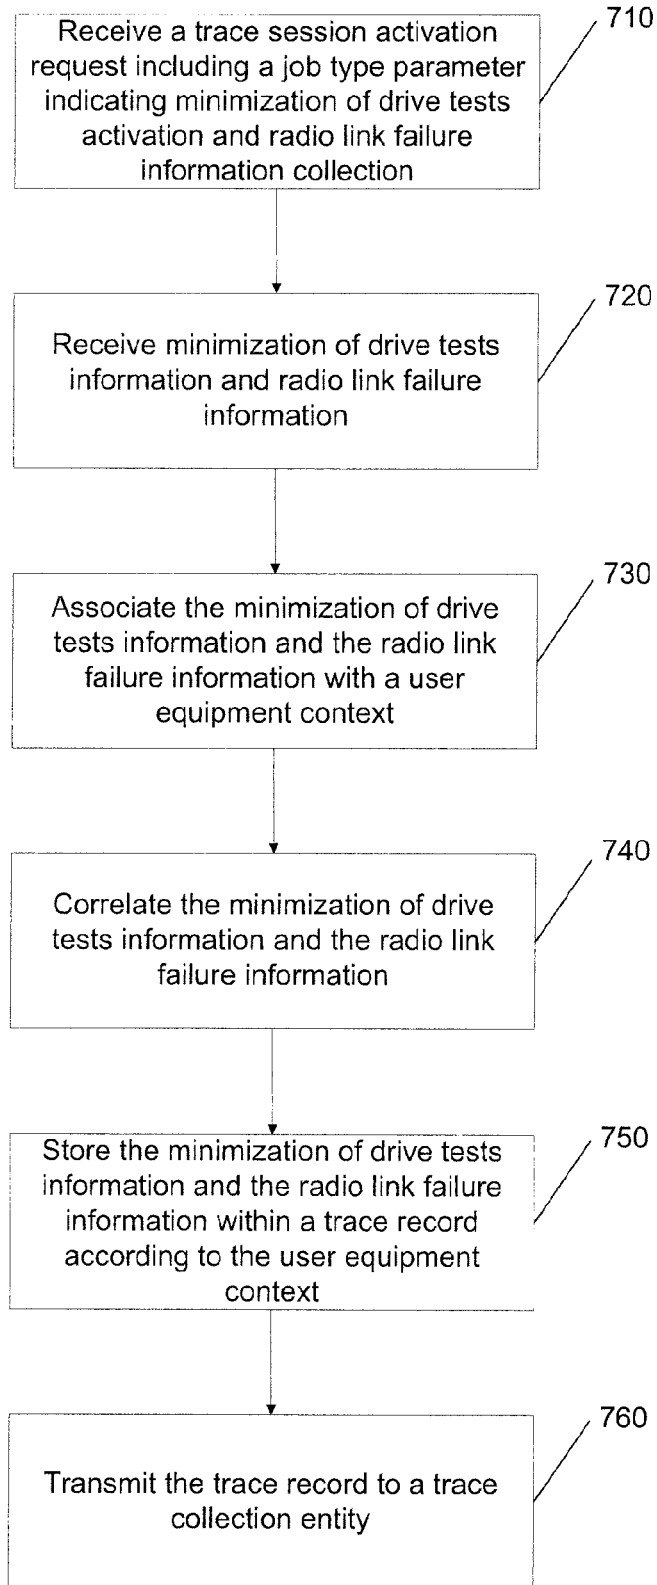 Receive a trace session activation
request including a job type parameter
indicating minimization of drive tests
activation and radio link failure
information collection
710
Receive minimization of drive tests
information and radio link failure
information
720
Associate the minimization of drive
tests information and the radio link
failure information with a user
equipment context
730
Correlate the minimization of drive
tests information and the radio link
failure information
740
Store the minimization of drive tests
information and the radio link failure
information within a trace record
according to the user equipment
context
750
Transmit the trace record to a trace
collection entity
760